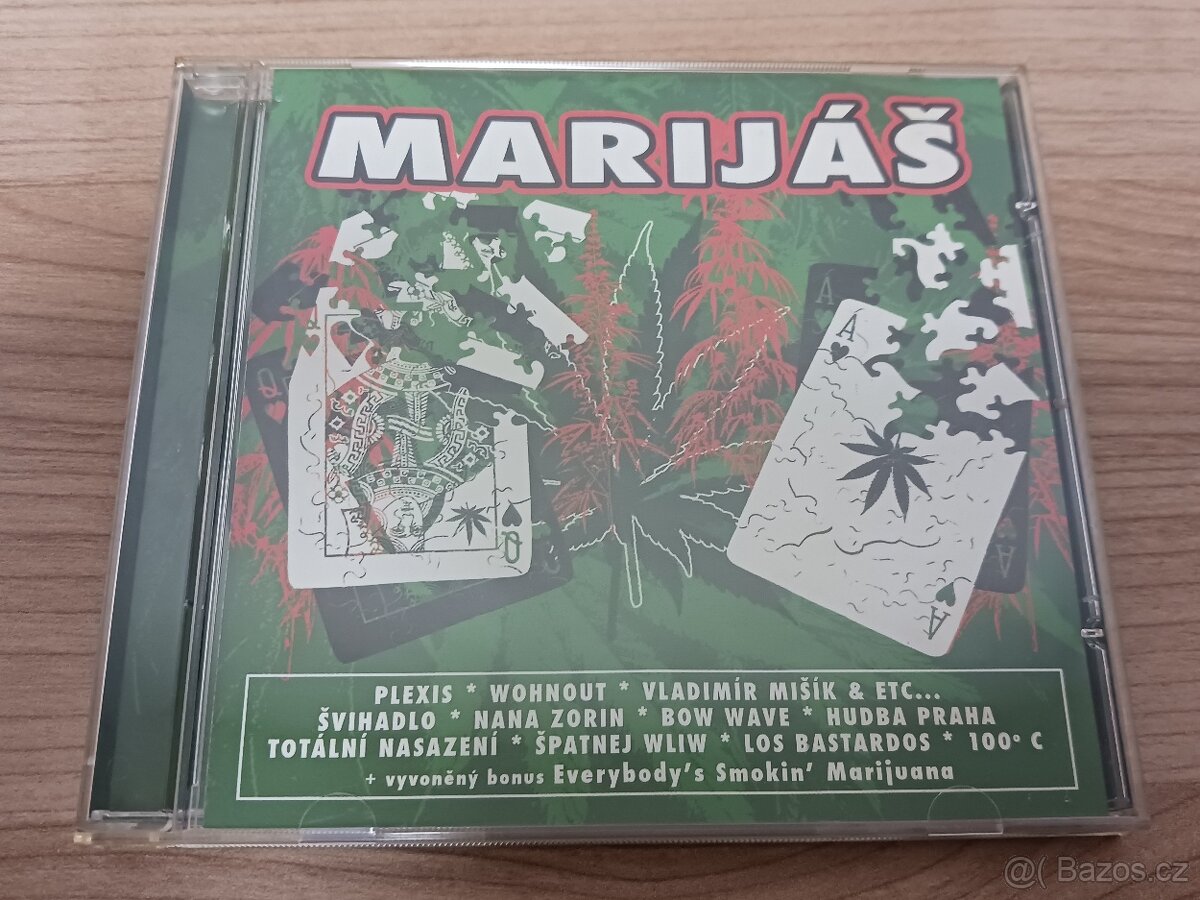 MARIJÁŠ
Q
Á
Á
Q
A
A
PLEXIS * WOHNOUT * VLADIMÍR MIŠÍK & ETC...
ŠVIHADLO * NANA ZORIN * BOW WAVE * HUDBA PRAHA
TOTÁLNÍ NASAZENÍ * ŠPATNEJ WLIW * LOS BASTARDOS * 100° C
+ vyvoněný bonus Everybody's Smokin' Marijuana
@( Bazos.cz